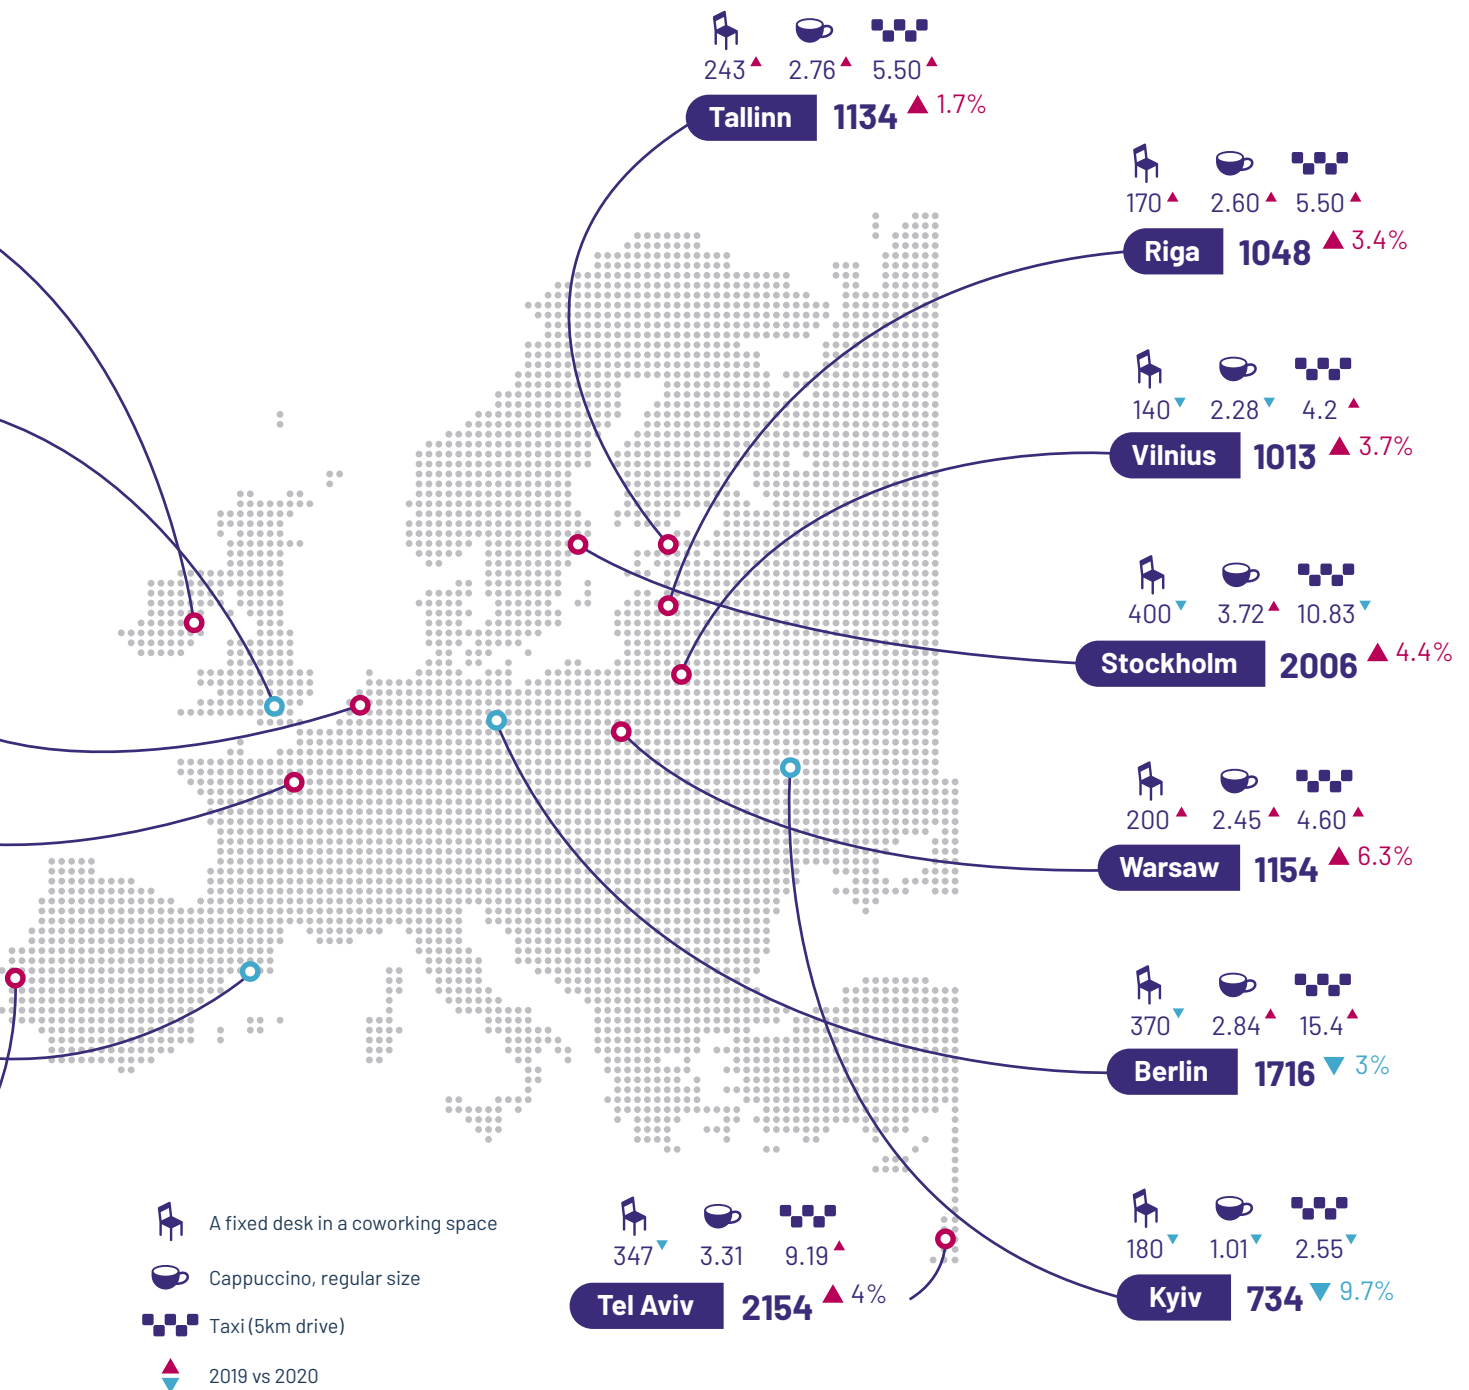 243 2.76 5.50
Tallinn 1134 1.7%
170 2.60 5.50
Riga 1048 3.4%
140 2.28 4.2
Vilnius 1013 3.7%
400 3.72 10.83
Stockholm 2006 4.4%
200 2.45 4.60
Warsaw 1154 6.3%
370 2.84 15.4
Berlin 1716 3%
180 1.01 2.55
Kyiv 734 9.7%
347 3.31 9.19
Tel Aviv 2154 4%
A fixed desk in a coworking space
Cappuccino, regular size
Taxi (5km drive)
2019 vs 2020